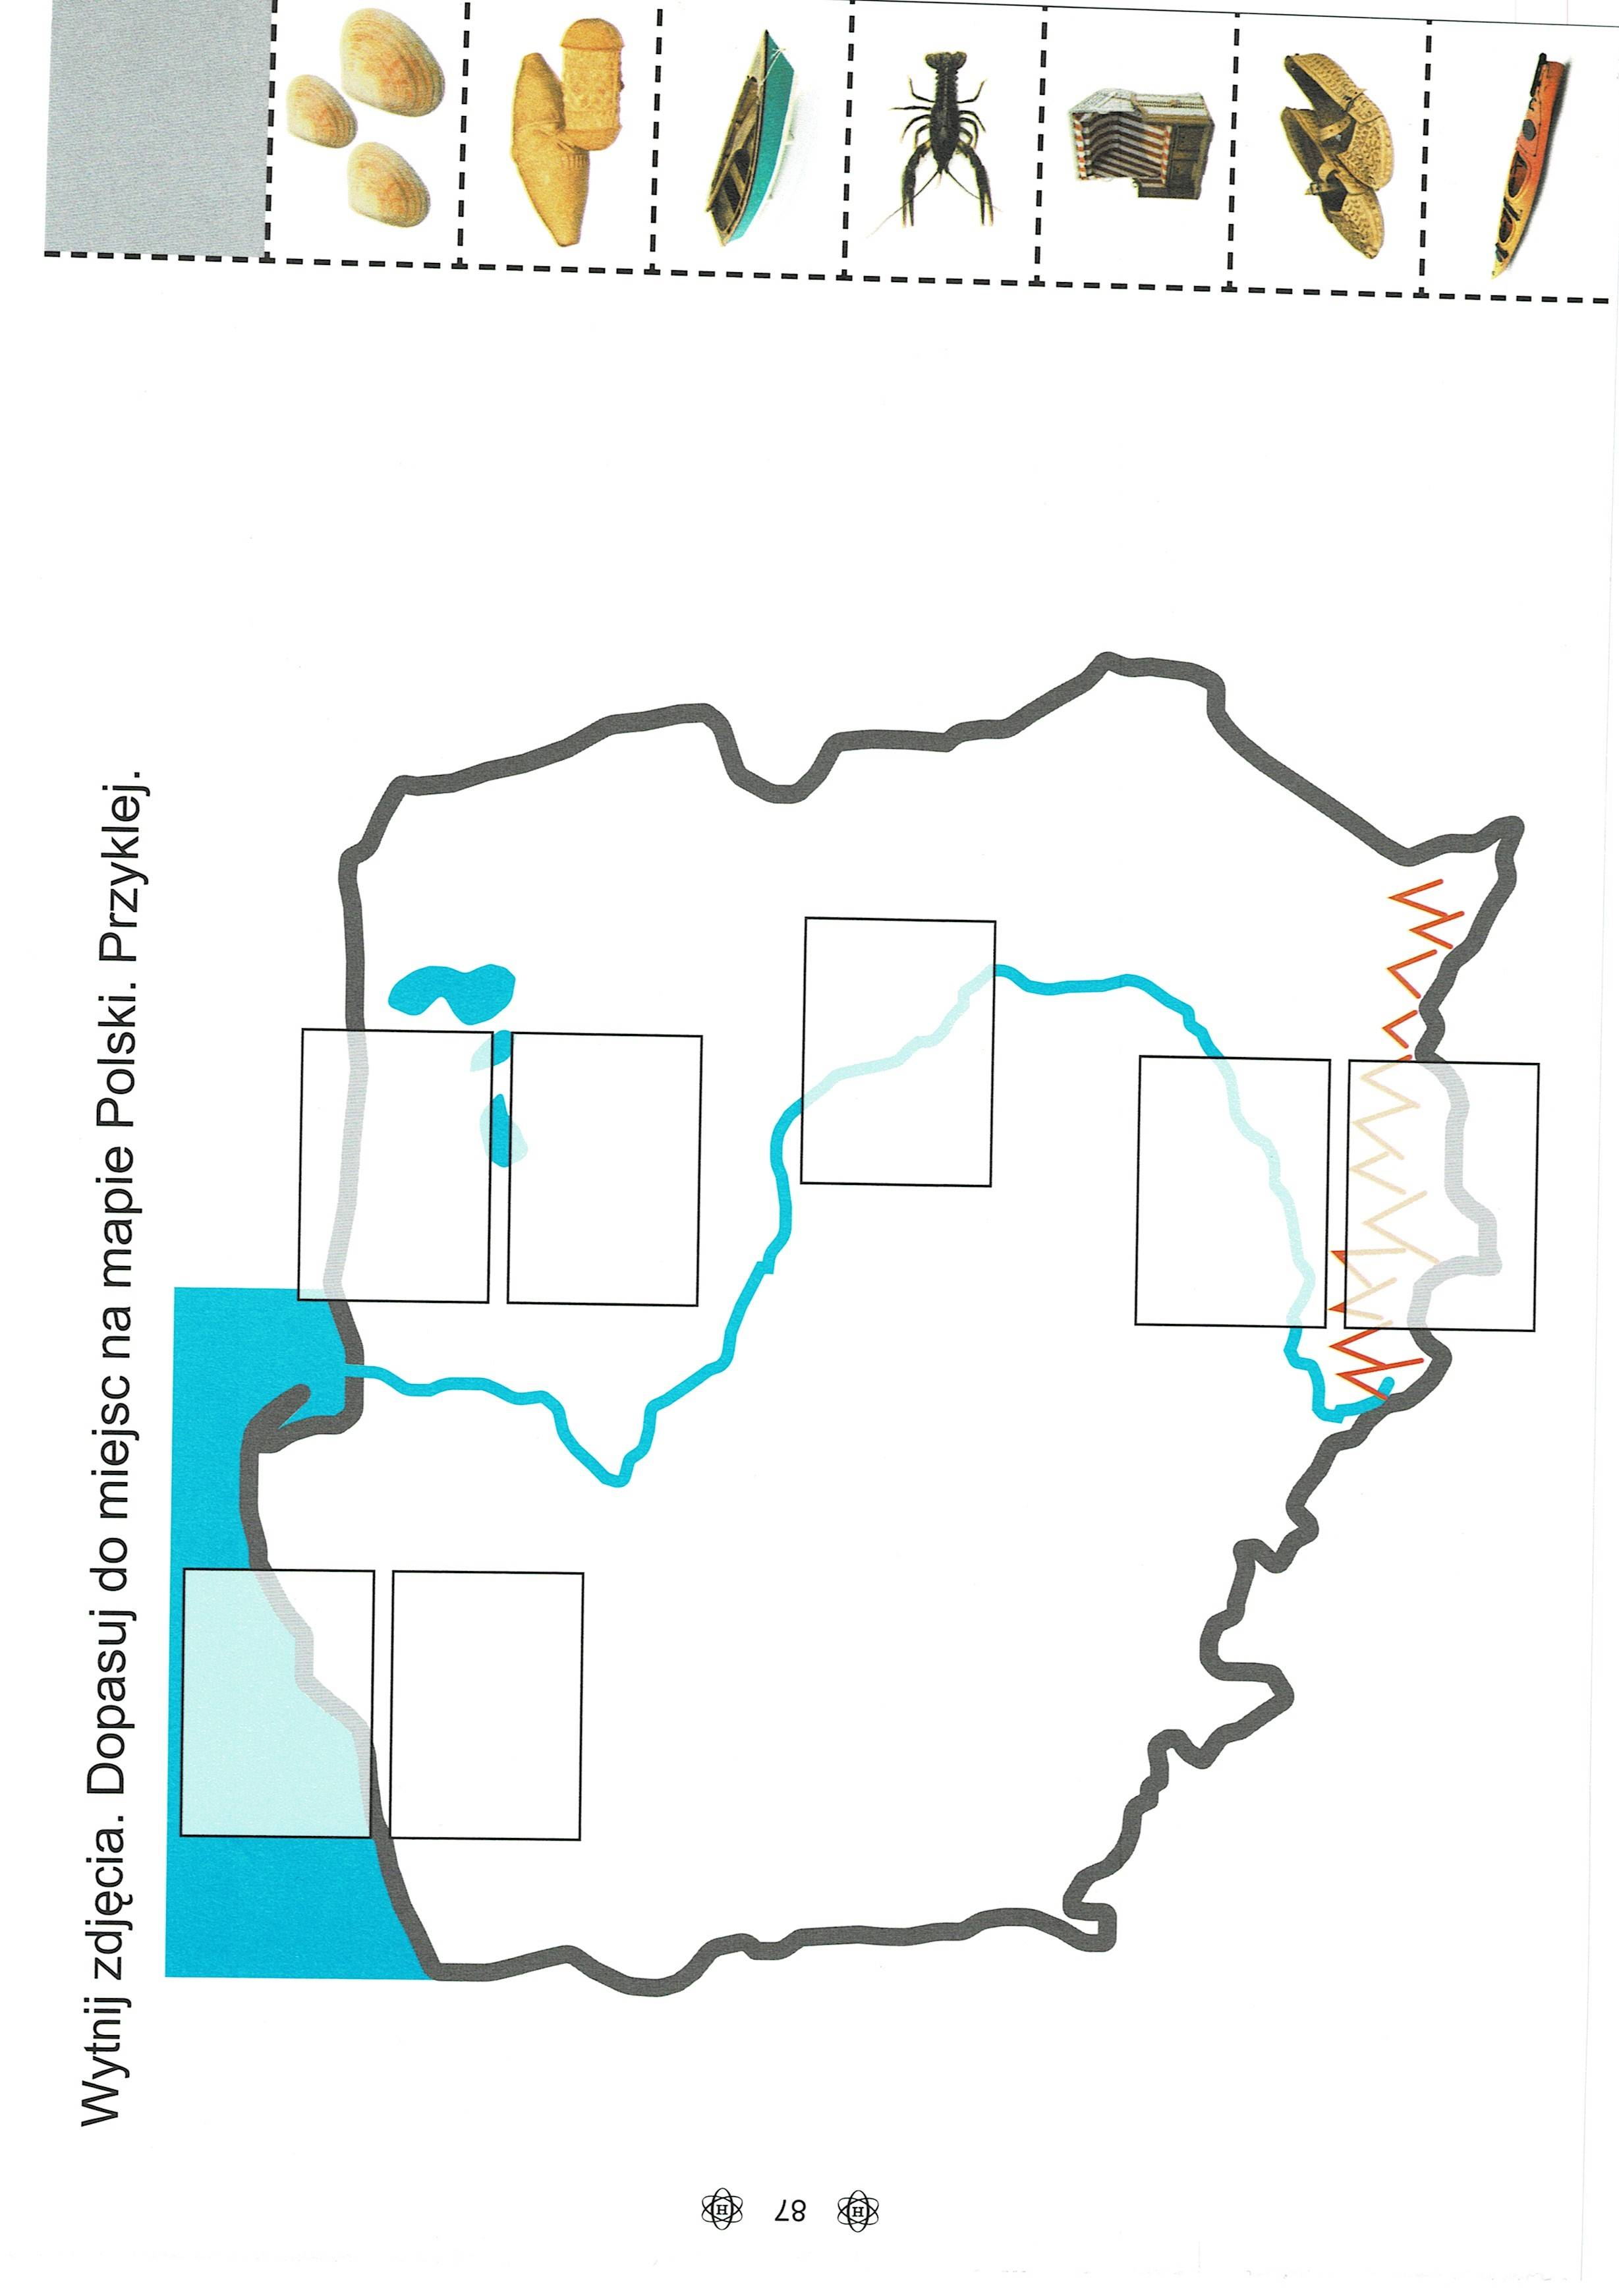 Wytnij zdjęcia. Dopasuj do miejsc na mapie Polski. Przyklej.
H 87 H